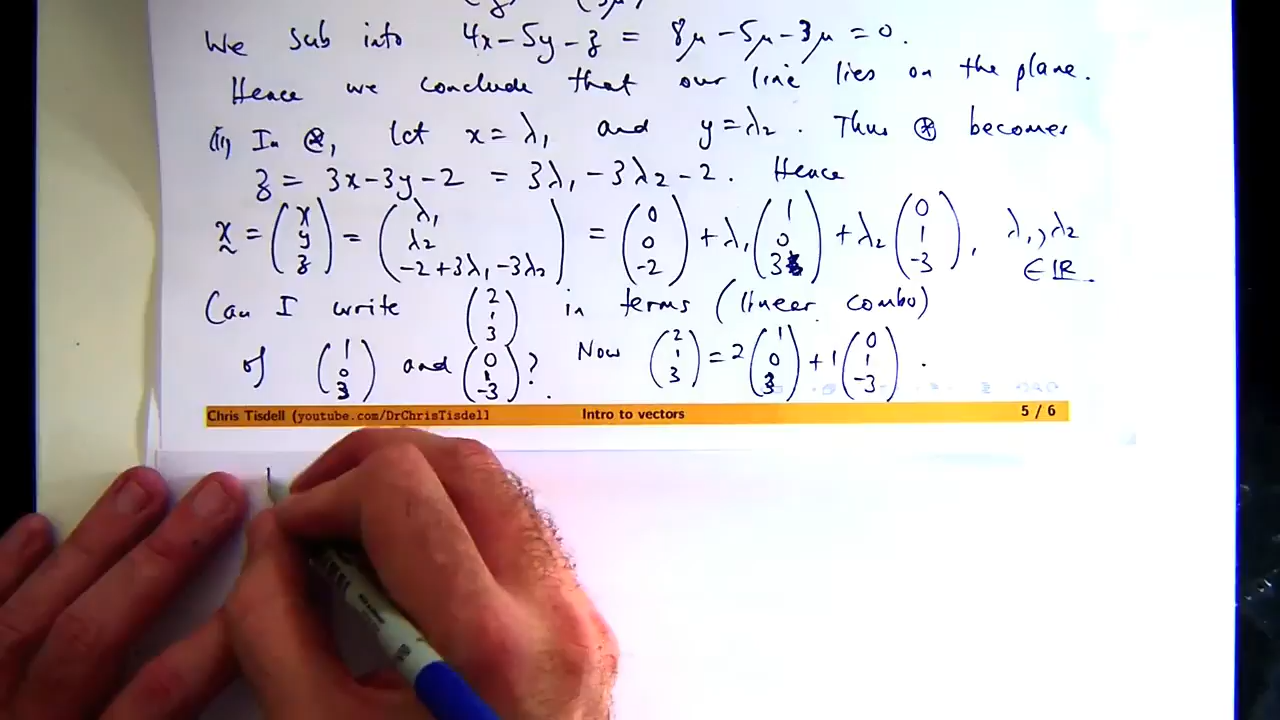 We sub into 4x-5y-z = 8μ-5μ-3μ = 0.
Hence we conclude that our line lies on the plane.
(ii) In ⊛, let x = λ₁ and y = λ₂. Thus ⊛ becomes
z = 3x-3y-2 = 3λ₁-3λ₂-2. Hence
x = (x y z) = (λ₁ λ₂ -2+3λ₁-3λ₂) = (0 0 -2) + λ₁ (1 0 3) + λ₂ (0 1 -3), λ₁, λ₂ ∈ ℝ.
Can I write (2 1 3) in terms (linear combo)
of (1 0 3) and (0 1 -3)? Now (2 1 3) = 2 (1 0 3) + 1 (0 1 -3).
Chris Tisdell (youtube.com/DrChrisTisdell) Intro to vectors 5 / 6